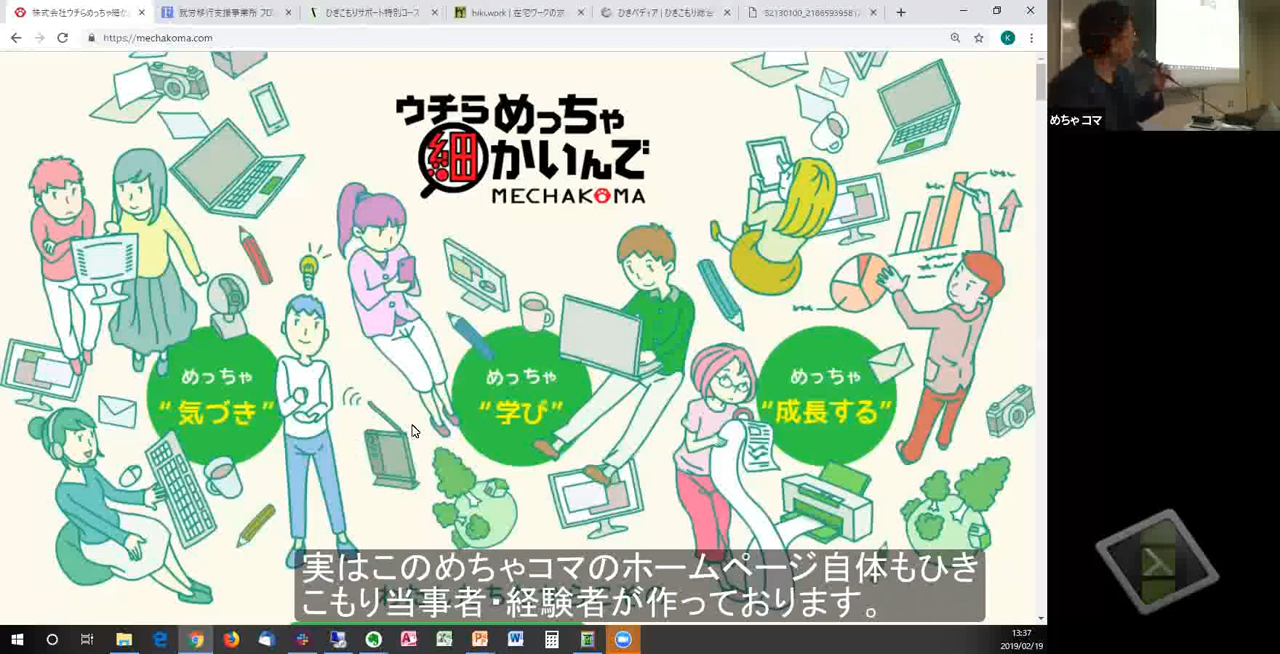 株式会社ウチらめっちゃ細か
就労移行支援事業所 フロ
ひきこもりサポート特別コース
hiku.work | 在宅ワークのホ
ひきペディア | ひきこもり総合
52130100_218659395817
https://mechakoma.com
K
ウチらめっちゃ
細かいんで
MECHAKOMA
めっちゃ
"気づき"
めっちゃ
"学び"
めっちゃ
"成長する"
めちゃコマ
実はこのめちゃコマのホームページ自体もひき
こもり当事者・経験者が作っております。
13:37
2019/02/19